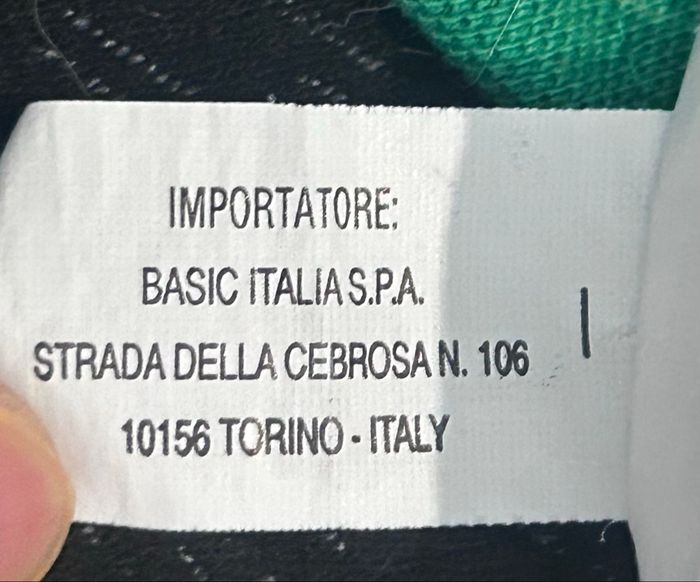 IMPORTATORE:
BASIC ITALIA S.P.A.
STRADA DELLA CEBROSA N. 106
10156 TORINO - ITALY